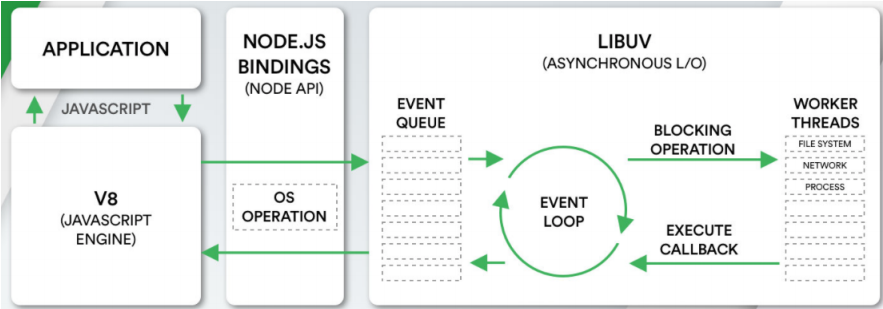 APPLICATION
JAVASCRIPT
V8
(JAVASCRIPT
ENGINE)
NODE.JS
BINDINGS
(NODE API)
OS
OPERATION
LIBUV
(ASYNCHRONOUS L/O)
EVENT
QUEUE
EVENT
LOOP
BLOCKING
OPERATION
EXECUTE
CALLBACK
WORKER
THREADS
FILE SYSTEM
NETWORK
PROCESS